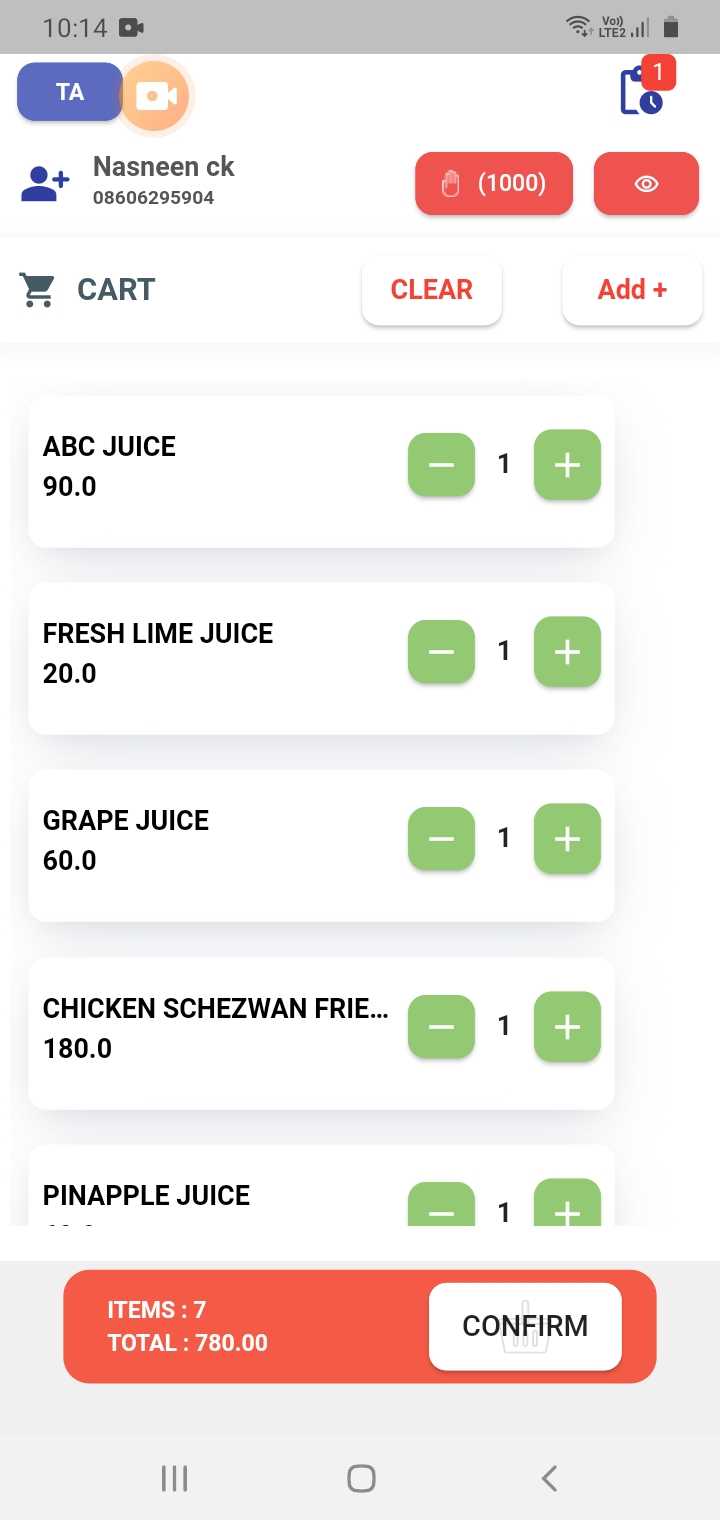 10:14
Vo))
LTE2
TA
1
Nasneen ck
08606295904
(1000)
CART
CLEAR
Add +
ABC JUICE
90.0
1
FRESH LIME JUICE
20.0
1
GRAPE JUICE
60.0
1
CHICKEN SCHEZWAN FRIE...
180.0
1
PINAPPLE JUICE
1
ITEMS : 7
TOTAL : 780.00
CONFIRM